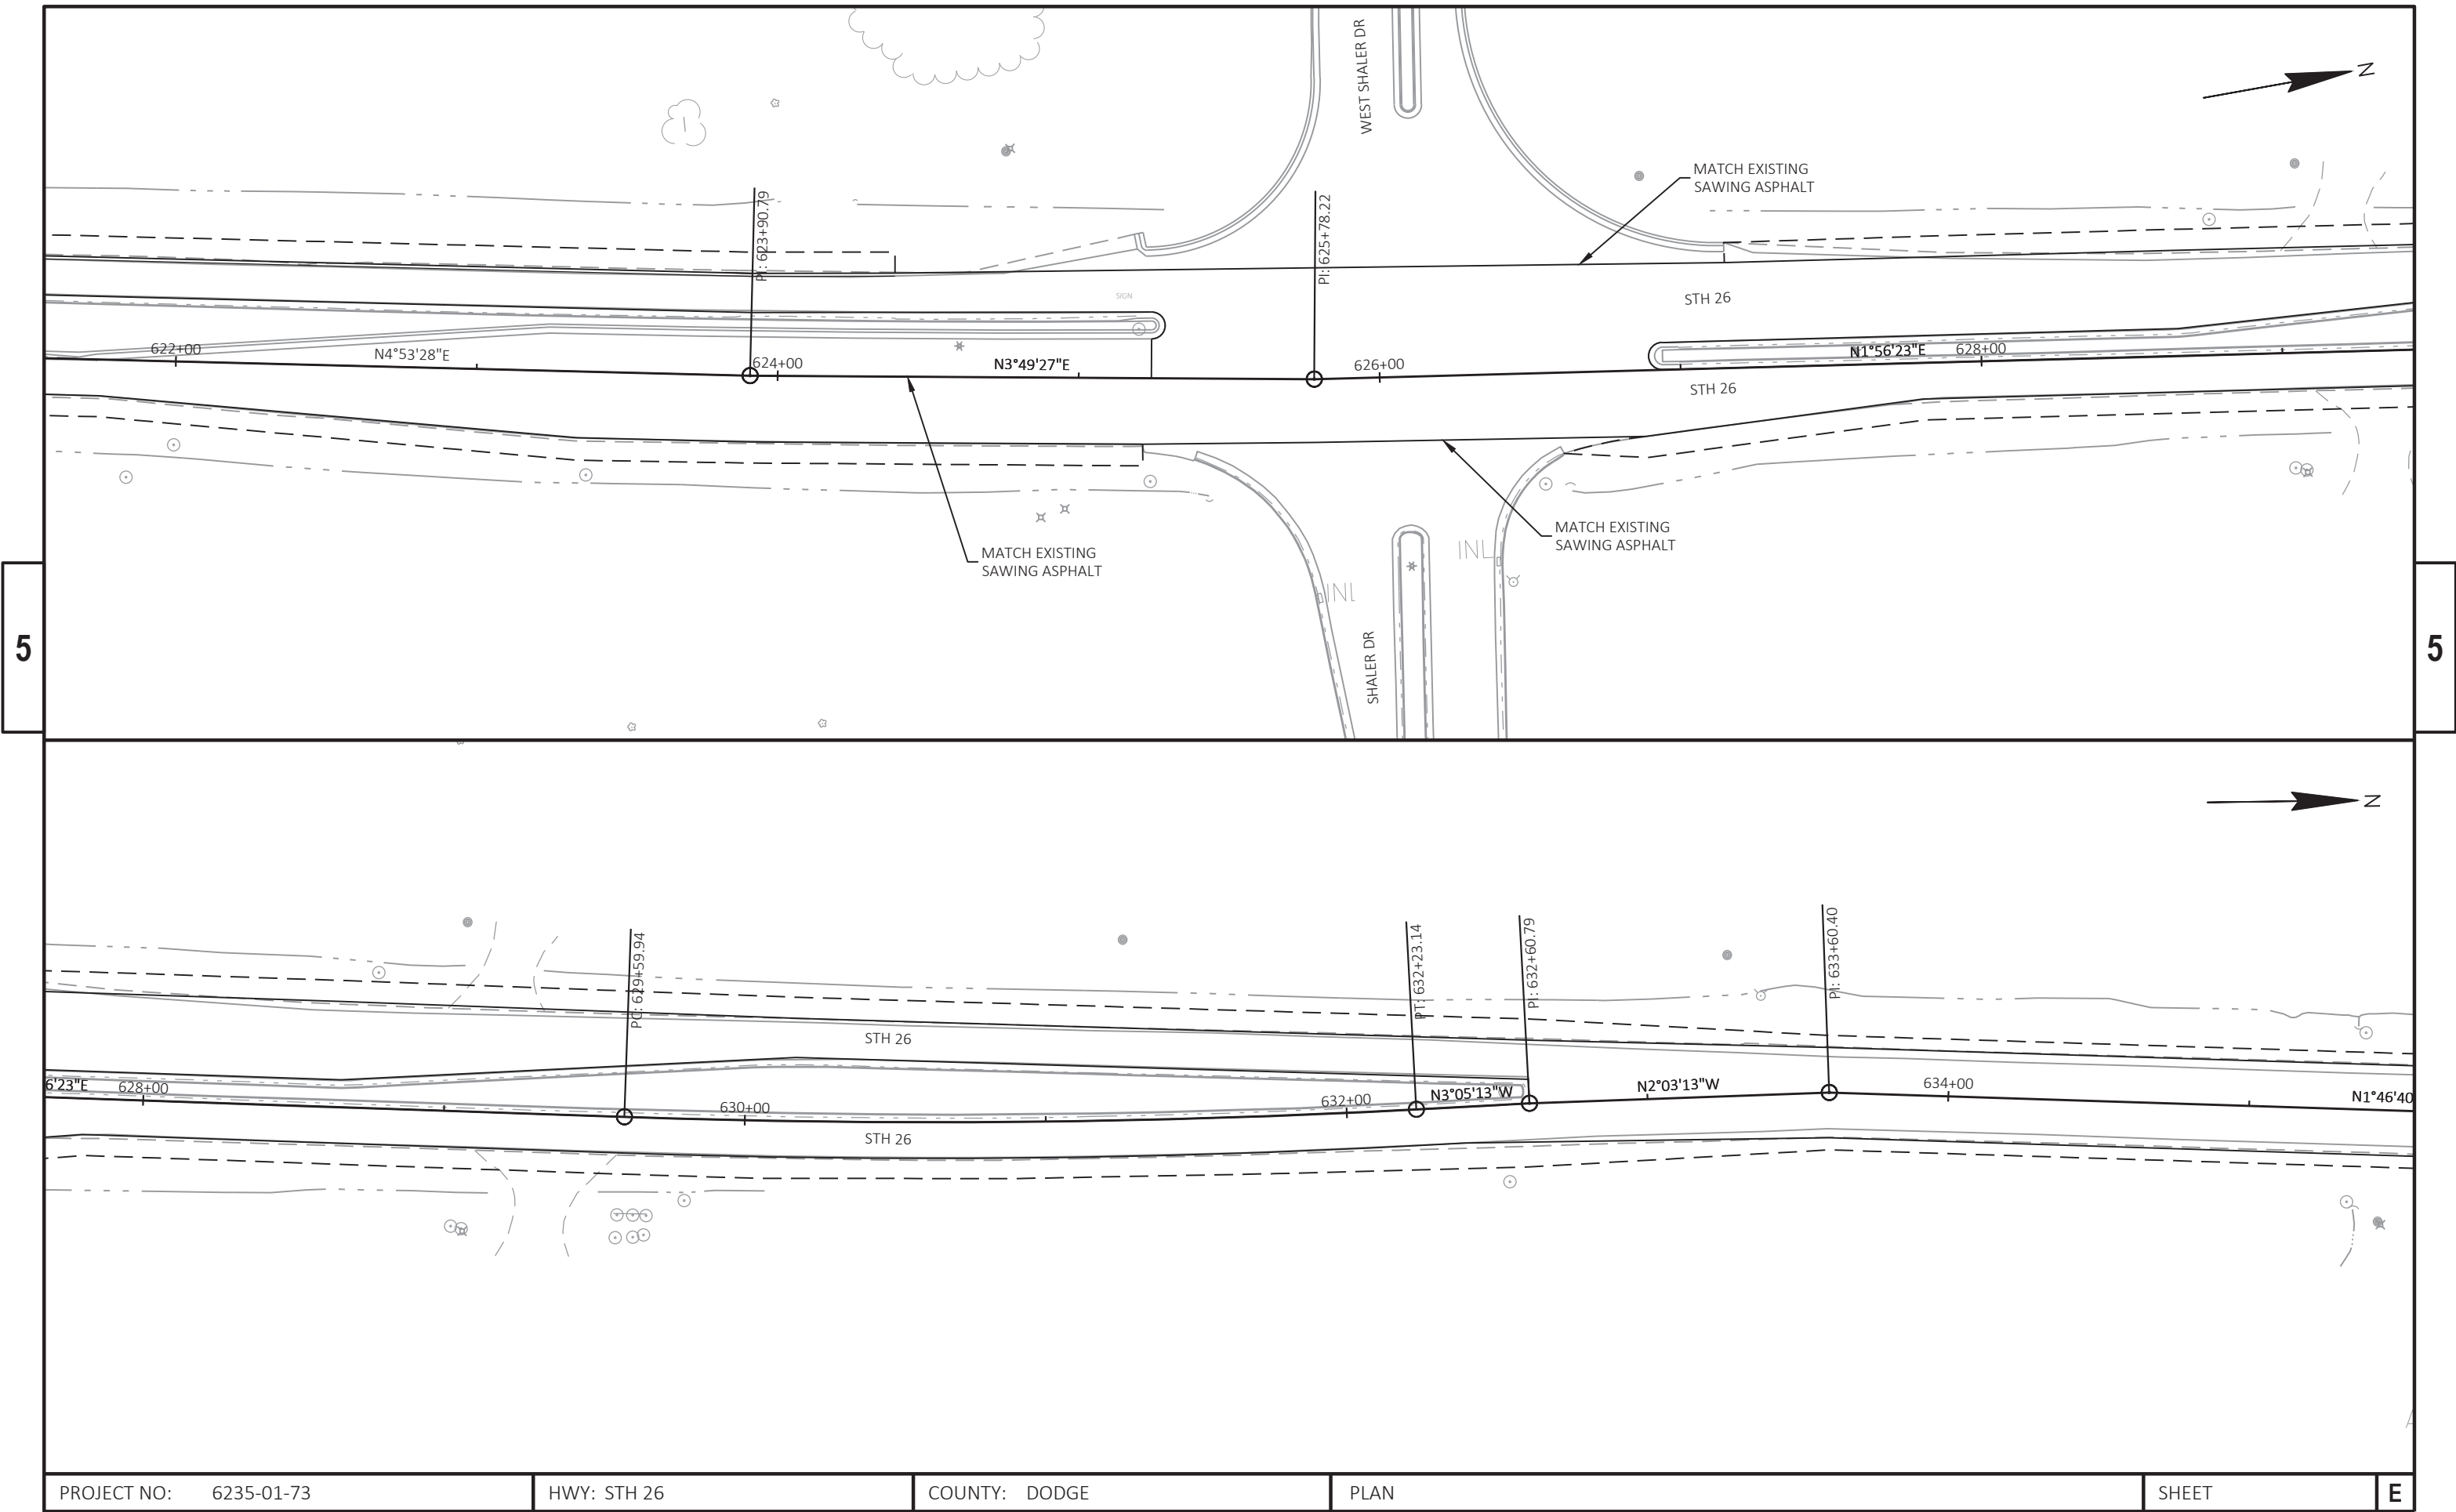 WEST SHALER DR
N
MATCH EXISTING
SAWING ASPHALT
PI: 623+90.79
PI: 625+78.22
SIGN
STH 26
622+00
N4°53'28"E
624+00
N3°49'27"E
626+00
N1°56'23"E
628+00
STH 26
MATCH EXISTING
SAWING ASPHALT
MATCH EXISTING
SAWING ASPHALT
INL
INL
SHALER DR
5
5
N
PC: 629+59.94
PT: 632+23.14
PI: 632+60.79
PI: 633+60.40
STH 26
6'23"E
628+00
630+00
632+00
N3°05'13"W
N2°03'13"W
634+00
N1°46'40
STH 26
PROJECT NO: 6235-01-73
HWY: STH 26
COUNTY: DODGE
PLAN
SHEET
E